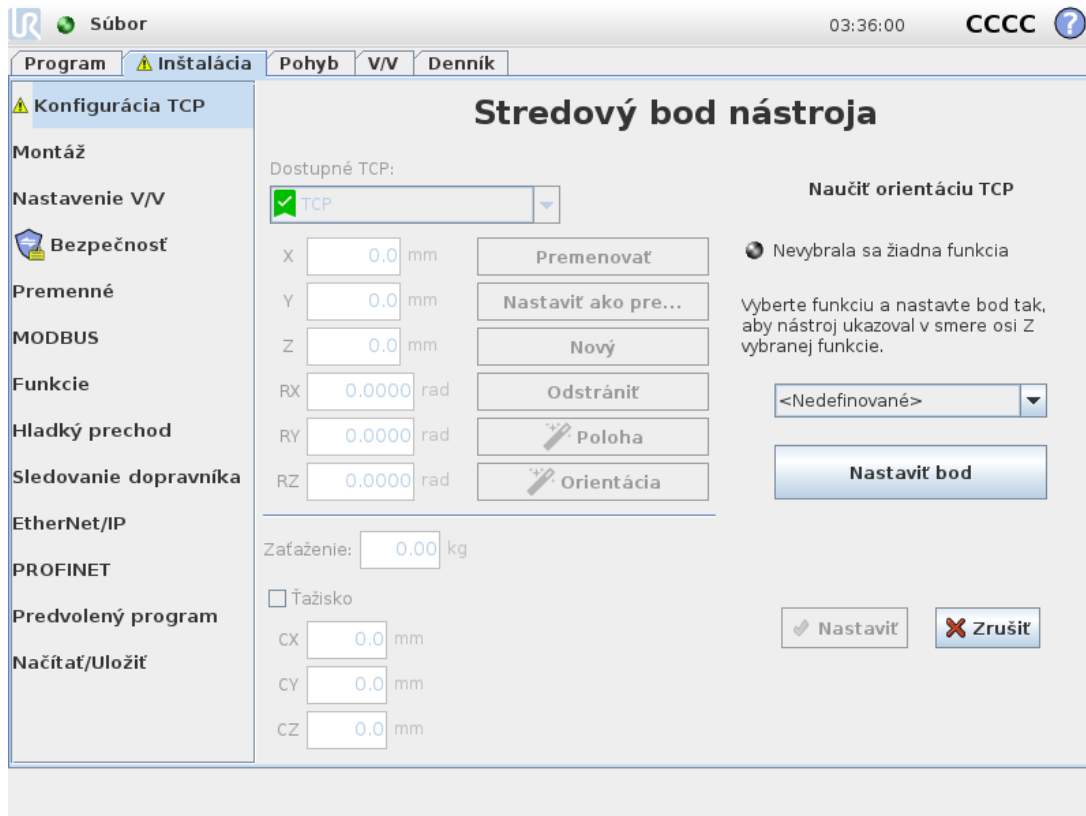 UR Súbor 03:36:00 CCCC ?
Program Inštalácia Pohyb V/V Denník
Konfigurácia TCP
Montáž
Nastavenie V/V
Bezpečnosť
Premenné
MODBUS
Funkcie
Hladký prechod
Sledovanie dopravníka
EtherNet/IP
PROFINET
Predvolený program
Načítať/Uložiť
Stredový bod nástroja
Dostupné TCP:
TCP
X 0.0 mm Premenovať
Y 0.0 mm Nastaviť ako pre...
Z 0.0 mm Nový
RX 0.0000 rad Odstrániť
RY 0.0000 rad Poloha
RZ 0.0000 rad Orientácia
Zaťaženie: 0.00 kg
Ťažisko
CX 0.0 mm
CY 0.0 mm
CZ 0.0 mm
Naučiť orientáciu TCP
Nevybrala sa žiadna funkcia
Vyberte funkciu a nastavte bod tak,
aby nástroj ukazoval v smere osi Z
vybranej funkcie.
<Nedefinované>
Nastaviť bod
Nastaviť Zrušiť